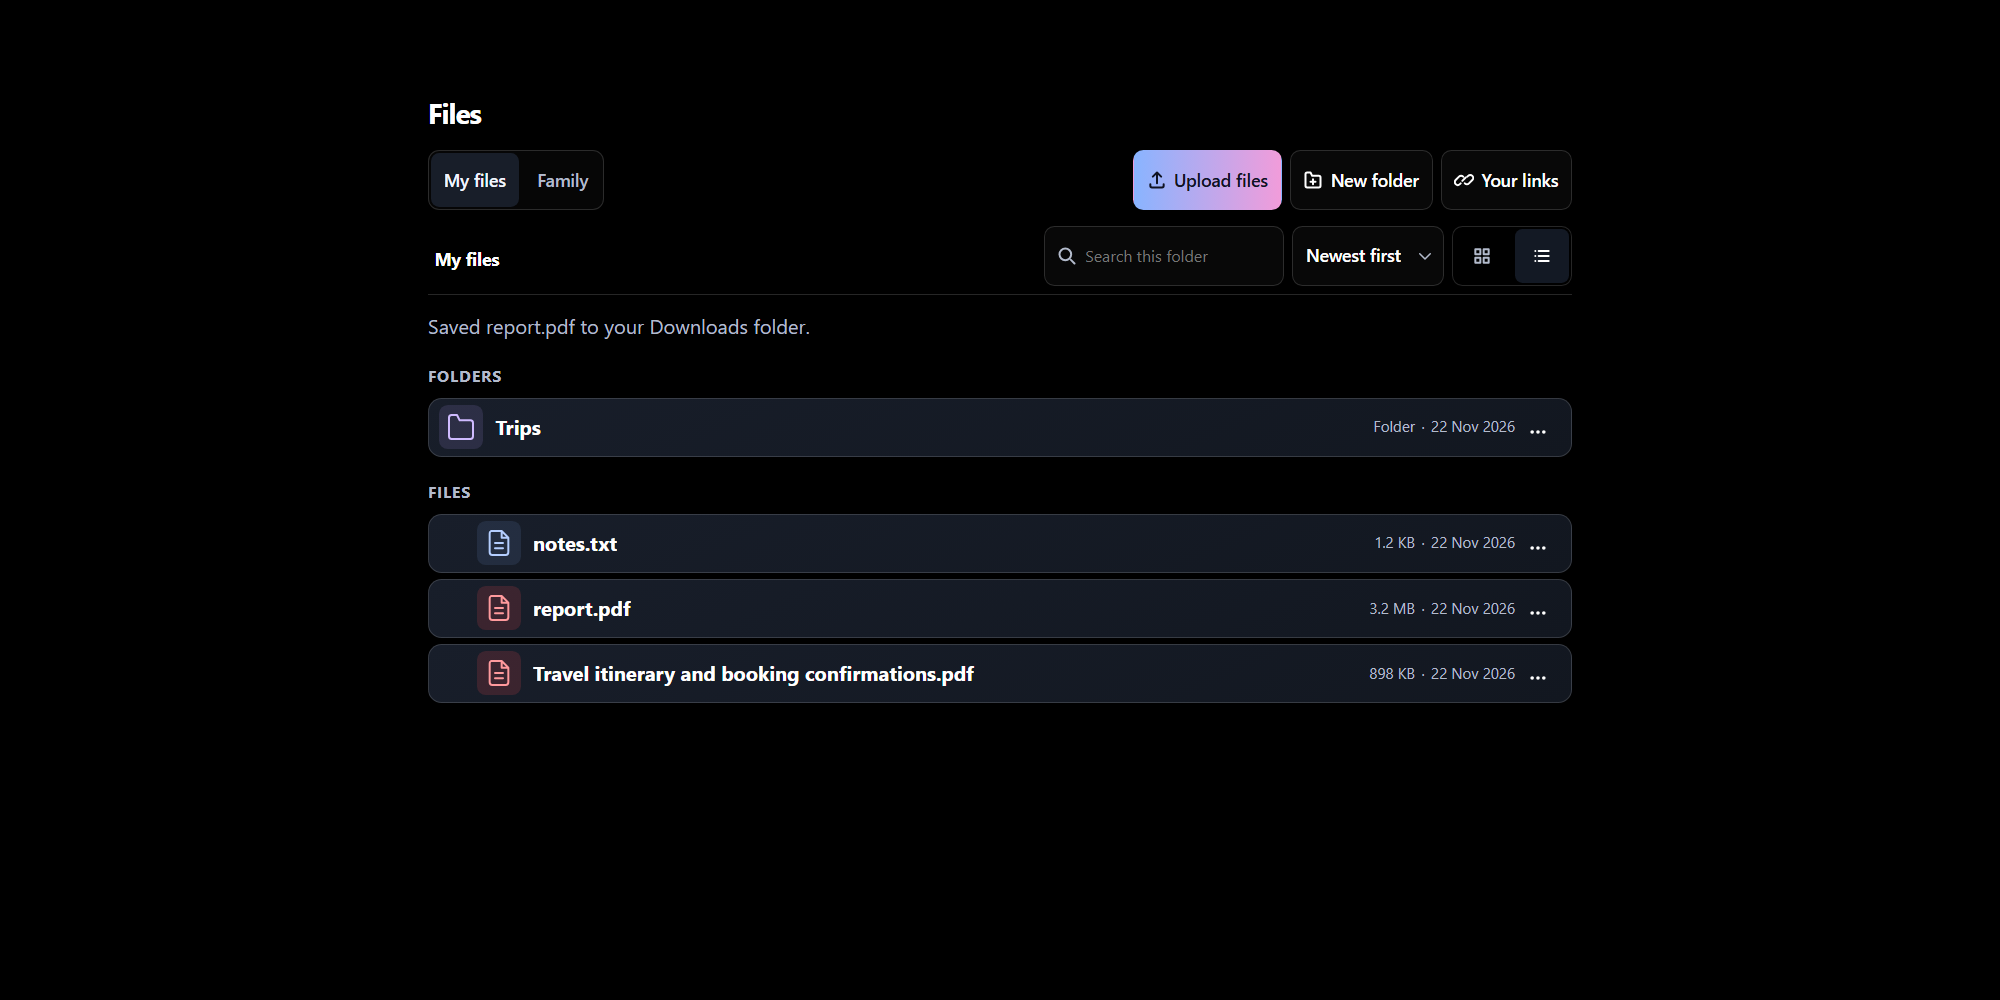 Files
My files
Family
Upload files
New folder
Your links
My files
Search this folder
Newest first
Saved report.pdf to your Downloads folder.
FOLDERS
Trips
Folder · 22 Nov 2026
FILES
notes.txt
1.2 KB · 22 Nov 2026
report.pdf
3.2 MB · 22 Nov 2026
Travel itinerary and booking confirmations.pdf
898 KB · 22 Nov 2026